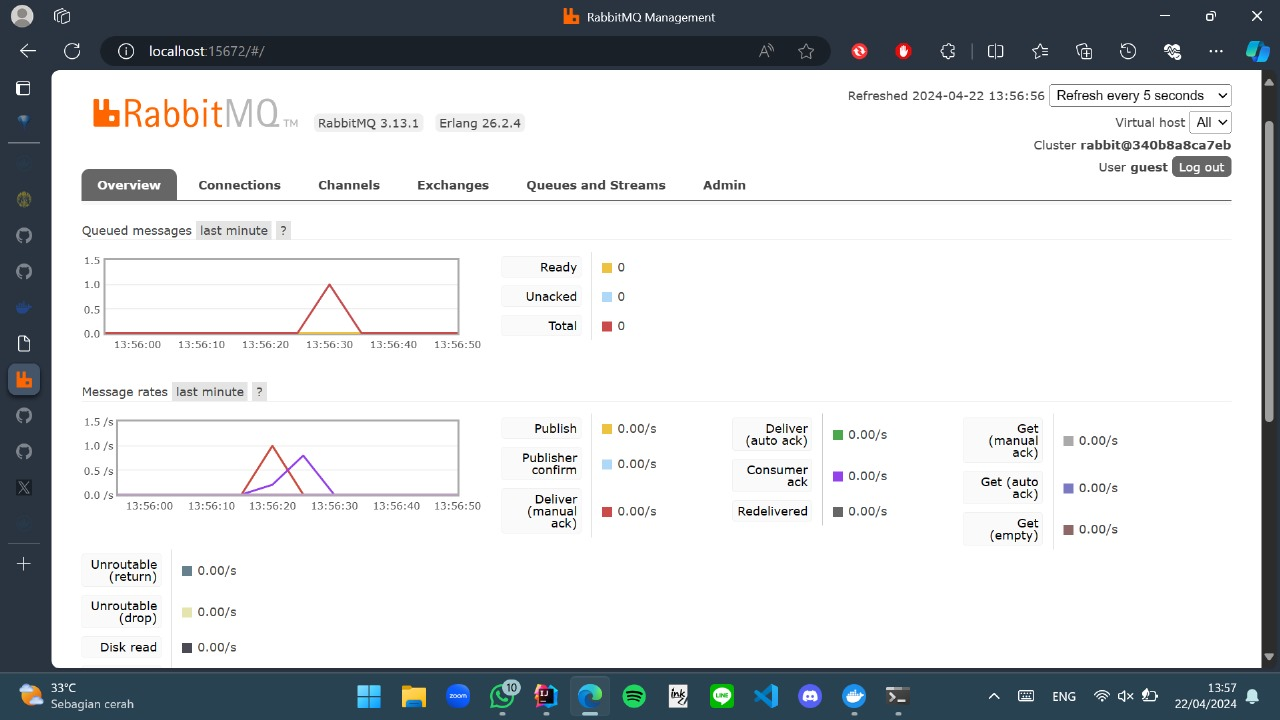 RabbitMQ Management
localhost:15672/#/
RabbitMQ TM
RabbitMQ 3.13.1
Erlang 26.2.4
Refreshed 2024-04-22 13:56:56
Refresh every 5 seconds
Virtual host
All
Cluster rabbit@340b8a8ca7eb
User guest
Log out
Overview
Connections
Channels
Exchanges
Queues and Streams
Admin
Queued messages last minute ?
1.5
1.0
0.5
0.0
13:56:00 13:56:10 13:56:20 13:56:30 13:56:40 13:56:50
Ready 0
Unacked 0
Total 0
Message rates last minute ?
1.5 /s
1.0 /s
0.5 /s
0.0 /s
13:56:00 13:56:10 13:56:20 13:56:30 13:56:40 13:56:50
Publish 0.00/s
Publisher
confirm 0.00/s
Deliver
(manual
ack) 0.00/s
Deliver
(auto ack) 0.00/s
Consumer
ack 0.00/s
Redelivered 0.00/s
Get
(manual
ack) 0.00/s
Get (auto
ack) 0.00/s
Get
(empty) 0.00/s
Unroutable
(return) 0.00/s
Unroutable
(drop) 0.00/s
Disk read 0.00/s
33°C
Sebagian cerah
zoom
10
ink
LINE
ENG
13:57
22/04/2024